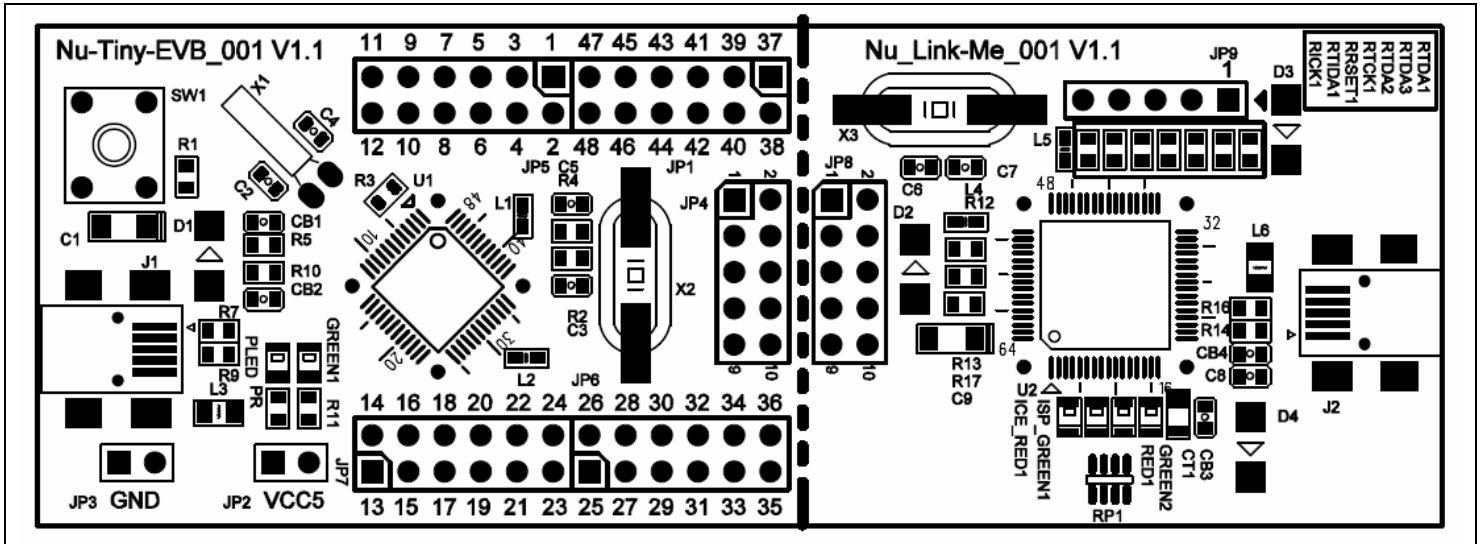 Nu-Tiny-EVB_001 V1.1
11 9 7 5 3 1 47 45 43 41 39 37
Nu_Link-Me_001 V1.1
JP9
1
D3
RTDA1
RTDA3
RTDA2
RTCK1
RRSET1
RTIDA1
RICK1
X1
SW1
C4
X3
L5
12 10 8 6 4 2 48 46 44 42 40 38
R1
C2
R3
U1
JP5
C5
R4
JP1
1
2
JP4
JP8
1
2
C6
C7
L4
R12
48
32
C1
D1
CB1
R5
10
48
L1
40
D2
L6
J1
R10
CB2
X2
R7
R9
PLED
GREEN1
20
30
R2
C3
L2
R16
R14
CB4
C8
L3
PR
R11
9
10
9
10
R13
R17
C9
64
U2
16
J2
14 16 18 20 22 24
JP6
26 28 30 32 34 36
ICE_RED1
ISP_GREEN1
RED1
GREEN2
CT1
CB3
D4
JP3
GND
JP2
VCC5
JP7
13 15 17 19 21 23 25 27 29 31 33 35
RP1